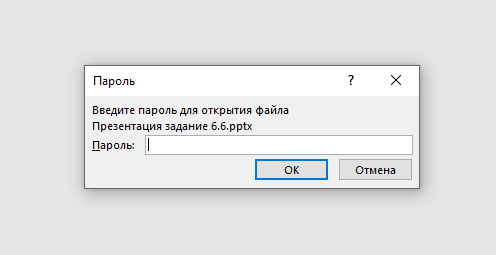 Пароль
?
Введите пароль для открытия файла
Презентация задание 6.6.pptx
Пароль:
ОК
Отмена